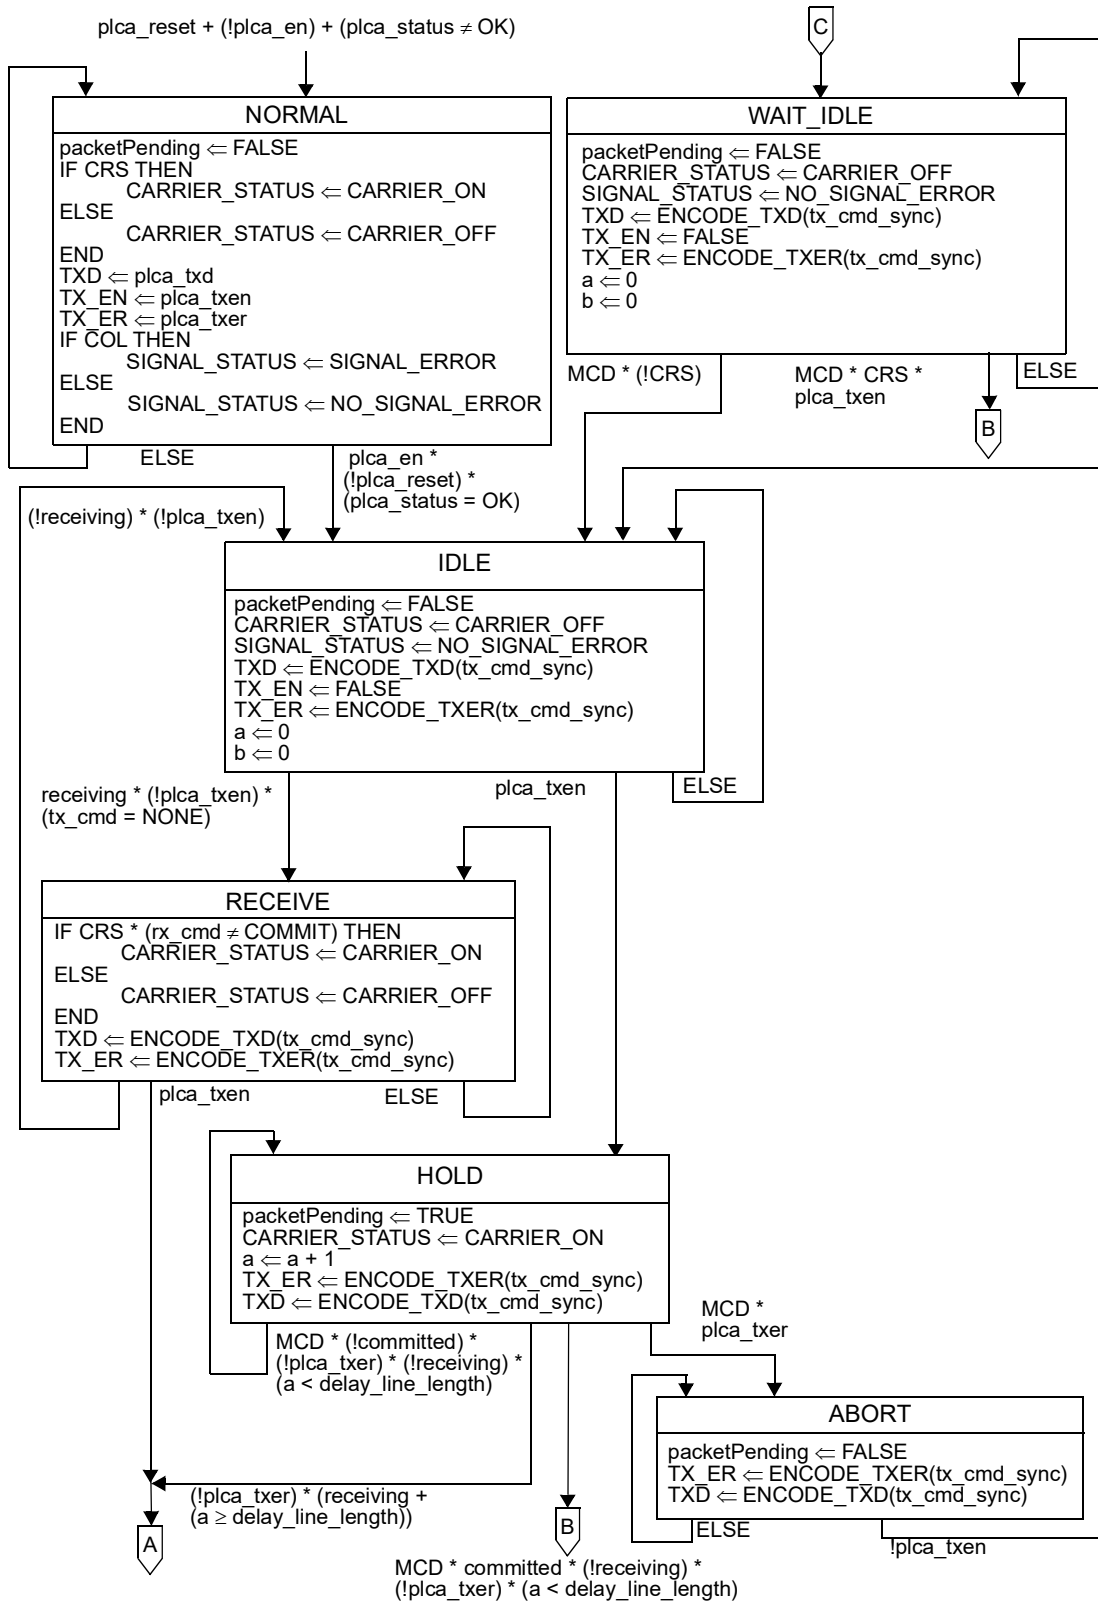 plca_reset + (!plca_en) + (plca_status ≠ OK)
NORMAL
packetPending ⇐ FALSE
IF CRS THEN
CARRIER_STATUS ⇐ CARRIER_ON
ELSE
CARRIER_STATUS ⇐ CARRIER_OFF
END
TXD ⇐ plca_txd
TX_EN ⇐ plca_txen
TX_ER ⇐ plca_txer
IF COL THEN
SIGNAL_STATUS ⇐ SIGNAL_ERROR
ELSE
SIGNAL_STATUS ⇐ NO_SIGNAL_ERROR
END
ELSE
plca_en *
(!plca_reset) *
(plca_status = OK)
C
WAIT_IDLE
packetPending ⇐ FALSE
CARRIER_STATUS ⇐ CARRIER_OFF
SIGNAL_STATUS ⇐ NO_SIGNAL_ERROR
TXD ⇐ ENCODE_TXD(tx_cmd_sync)
TX_EN ⇐ FALSE
TX_ER ⇐ ENCODE_TXER(tx_cmd_sync)
a ⇐ 0
b ⇐ 0
MCD * (!CRS)
MCD * CRS *
plca_txen
ELSE
B
(!receiving) * (!plca_txen)
IDLE
packetPending ⇐ FALSE
CARRIER_STATUS ⇐ CARRIER_OFF
SIGNAL_STATUS ⇐ NO_SIGNAL_ERROR
TXD ⇐ ENCODE_TXD(tx_cmd_sync)
TX_EN ⇐ FALSE
TX_ER ⇐ ENCODE_TXER(tx_cmd_sync)
a ⇐ 0
b ⇐ 0
receiving * (!plca_txen) *
(tx_cmd = NONE)
plca_txen
ELSE
RECEIVE
IF CRS * (rx_cmd ≠ COMMIT) THEN
CARRIER_STATUS ⇐ CARRIER_ON
ELSE
CARRIER_STATUS ⇐ CARRIER_OFF
END
TXD ⇐ ENCODE_TXD(tx_cmd_sync)
TX_ER ⇐ ENCODE_TXER(tx_cmd_sync)
plca_txen
ELSE
HOLD
packetPending ⇐ TRUE
CARRIER_STATUS ⇐ CARRIER_ON
a ⇐ a + 1
TX_ER ⇐ ENCODE_TXER(tx_cmd_sync)
TXD ⇐ ENCODE_TXD(tx_cmd_sync)
MCD * (!committed) *
(!plca_txer) * (!receiving) *
(a < delay_line_length)
MCD *
plca_txer
ABORT
packetPending ⇐ FALSE
TX_ER ⇐ ENCODE_TXER(tx_cmd_sync)
TXD ⇐ ENCODE_TXD(tx_cmd_sync)
ELSE
!plca_txen
(!plca_txer) * (receiving +
(a ≥ delay_line_length))
A
B
MCD * committed * (!receiving) *
(!plca_txer) * (a < delay_line_length)